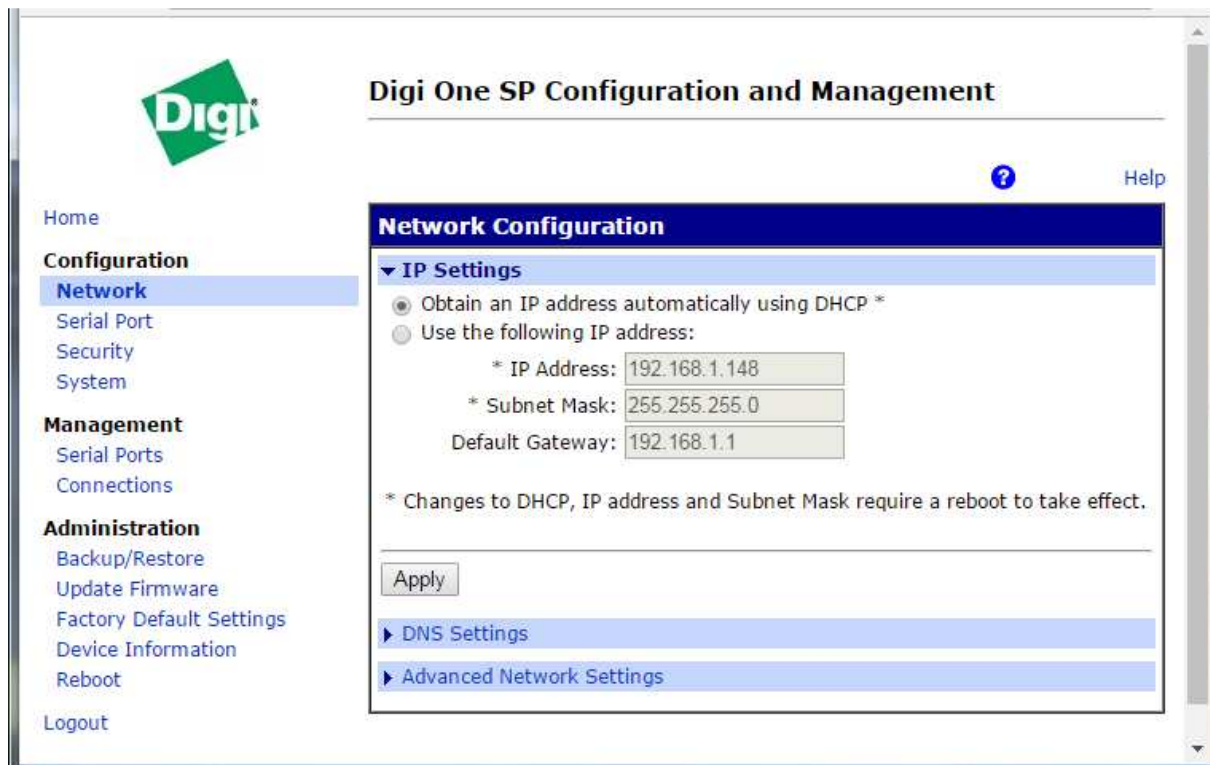 Digi
Digi One SP Configuration and Management
? Help
Home
Configuration
Network
Serial Port
Security
System
Management
Serial Ports
Connections
Administration
Backup/Restore
Update Firmware
Factory Default Settings
Device Information
Reboot
Logout
Network Configuration
IP Settings
Obtain an IP address automatically using DHCP *
Use the following IP address:
* IP Address: 192.168.1.148
* Subnet Mask: 255.255.255.0
Default Gateway: 192.168.1.1
* Changes to DHCP, IP address and Subnet Mask require a reboot to take effect.
Apply
DNS Settings
Advanced Network Settings